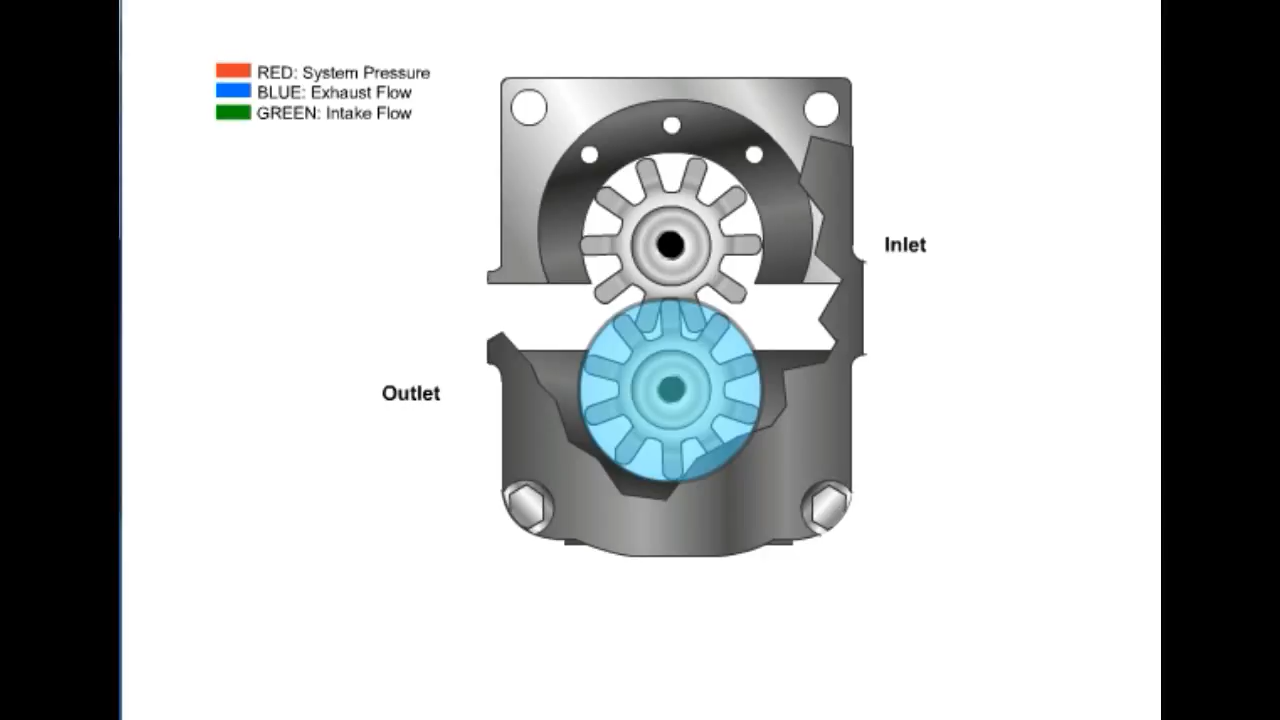 RED: System Pressure
BLUE: Exhaust Flow
GREEN: Intake Flow
Inlet
Outlet